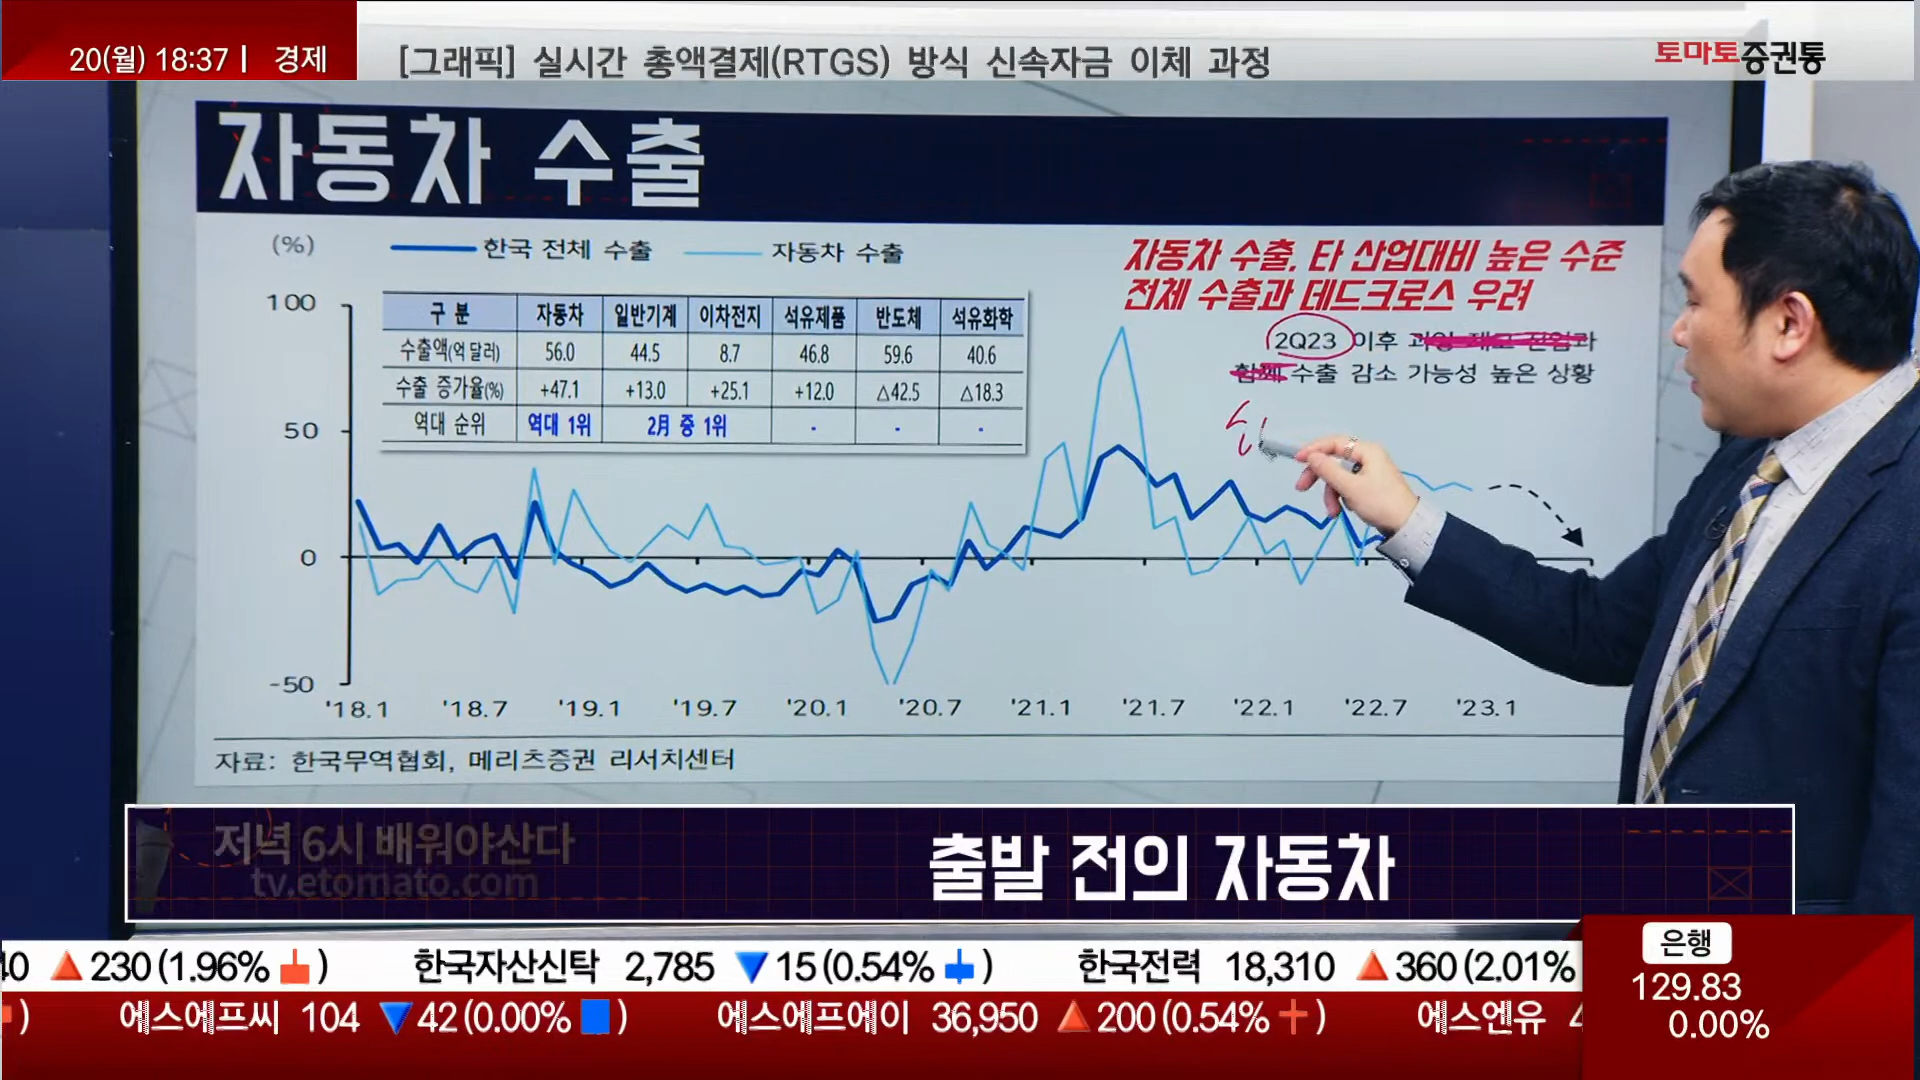 20(월) 18:37 | 경제
[그래픽] 실시간 총액결제(RTGS) 방식 신속자금 이체 과정
토마토증권통
자동차 수출
(%)
한국 전체 수출
자동차 수출
자동차 수출, 타 산업대비 높은 수준
전체 수출과 데드크로스 우려
2Q23 이후 과잉 재고 진입과
함께 수출 감소 가능성 높은 상황
구 분 자동차 일반기계 이차전지 석유제품 반도체 석유화학
수출액(억 달러) 56.0 44.5 8.7 46.8 59.6 40.6
수출 증가율(%) +47.1 +13.0 +25.1 +12.0 △42.5 △18.3
역대 순위 역대 1위 2月 중 1위 - - -
100
50
0
-50
'18.1 '18.7 '19.1 '19.7 '20.1 '20.7 '21.1 '21.7 '22.1 '22.7 '23.1
자료: 한국무역협회, 메리츠증권 리서치센터
저녁 6시 배워야산다
tv.etomato.com
출발 전의 자동차
▲230(1.96% ) 한국자산신탁 2,785 ▼15(0.54% ) 한국전력 18,310 ▲360(2.01%
) 에스에프씨 104 ▼42(0.00% ) 에스에프에이 36,950 ▲200(0.54% ) 에스엔유
은행
129.83
0.00%